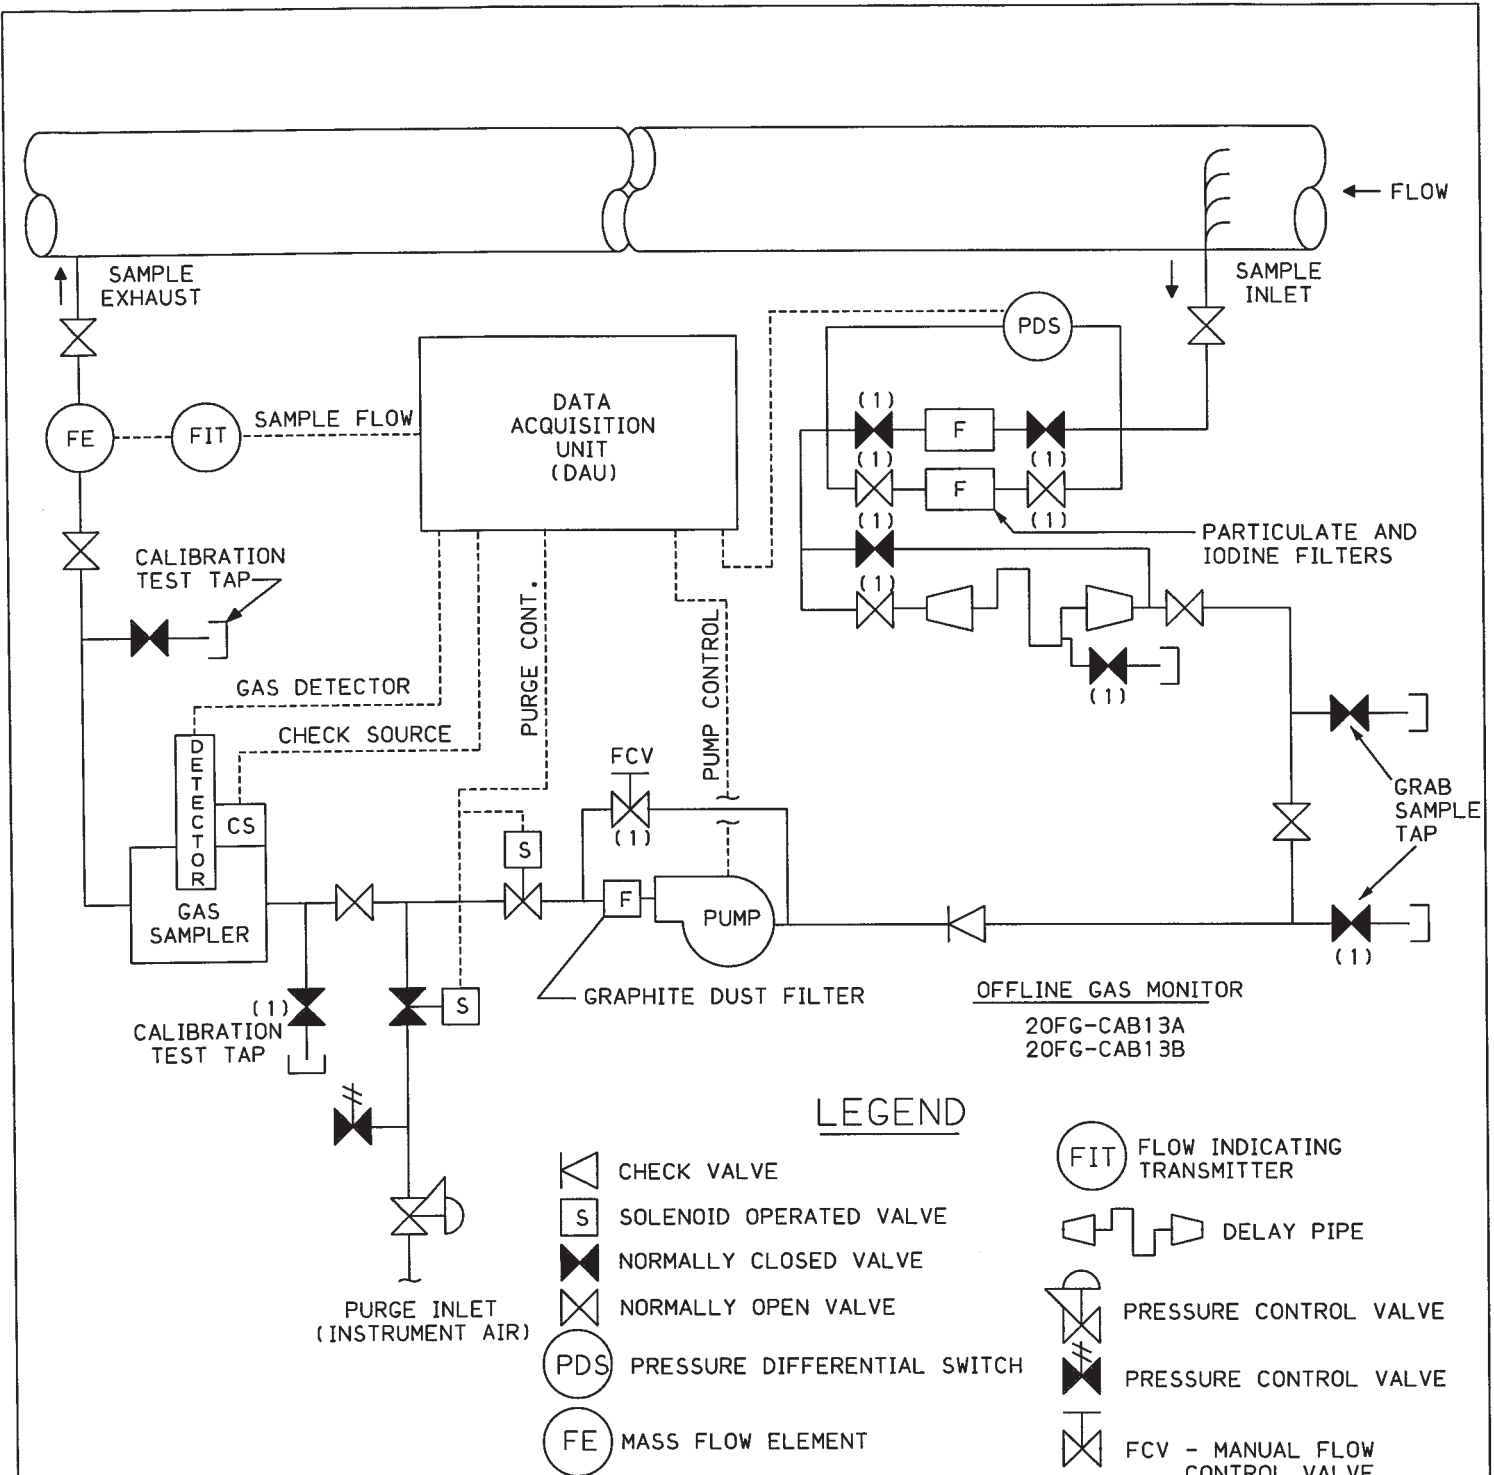 FLOW
SAMPLE
EXHAUST
SAMPLE
INLET
PDS
DATA
ACQUISITION
UNIT
(DAU)
SAMPLE FLOW
FE
FIT
(1)
F
(1)
(1)
F
(1)
(1)
PARTICULATE AND
IODINE FILTERS
(1)
(1)
CALIBRATION
TEST TAP
PURGE CONT.
PUMP CONTROL
GAS DETECTOR
CHECK SOURCE
DETECTOR
CS
GAS
SAMPLER
FCV
(1)
S
F
PUMP
GRAB
SAMPLE
TAP
(1)
GRAPHITE DUST FILTER
S
(1)
CALIBRATION
TEST TAP
OFFLINE GAS MONITOR
2OFG-CAB13A
2OFG-CAB13B
PURGE INLET
(INSTRUMENT AIR)
LEGEND
CHECK VALVE
S SOLENOID OPERATED VALVE
NORMALLY CLOSED VALVE
NORMALLY OPEN VALVE
PDS PRESSURE DIFFERENTIAL SWITCH
FE MASS FLOW ELEMENT
FIT FLOW INDICATING
TRANSMITTER
DELAY PIPE
PRESSURE CONTROL VALVE
PRESSURE CONTROL VALVE
FCV - MANUAL FLOW
CONTROL VALVE